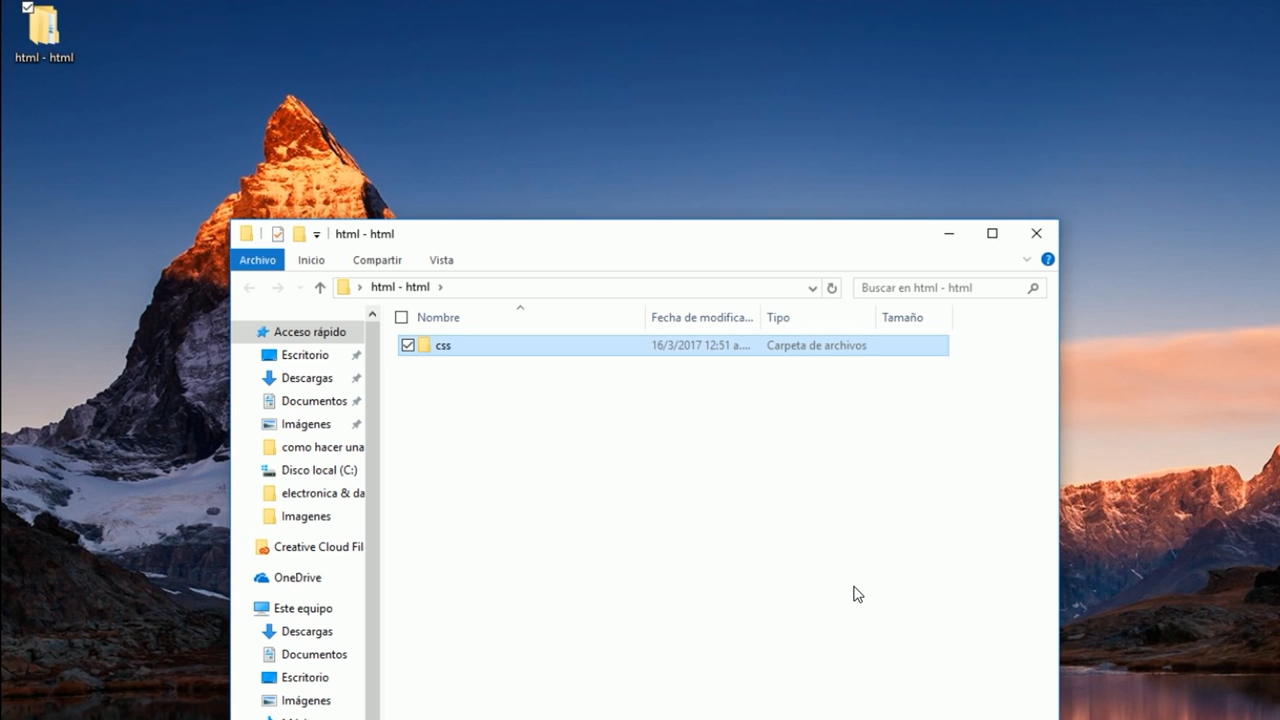 html - html
html - html
Archivo Inicio Compartir Vista
html - html
Buscar en html - html
Nombre Fecha de modifica... Tipo Tamaño
css 16/3/2017 12:51 a.... Carpeta de archivos
Acceso rápido
Escritorio
Descargas
Documentos
Imágenes
como hacer una
Disco local (C:)
electronica & da
Imagenes
Creative Cloud Fil
OneDrive
Este equipo
Descargas
Documentos
Escritorio
Imágenes